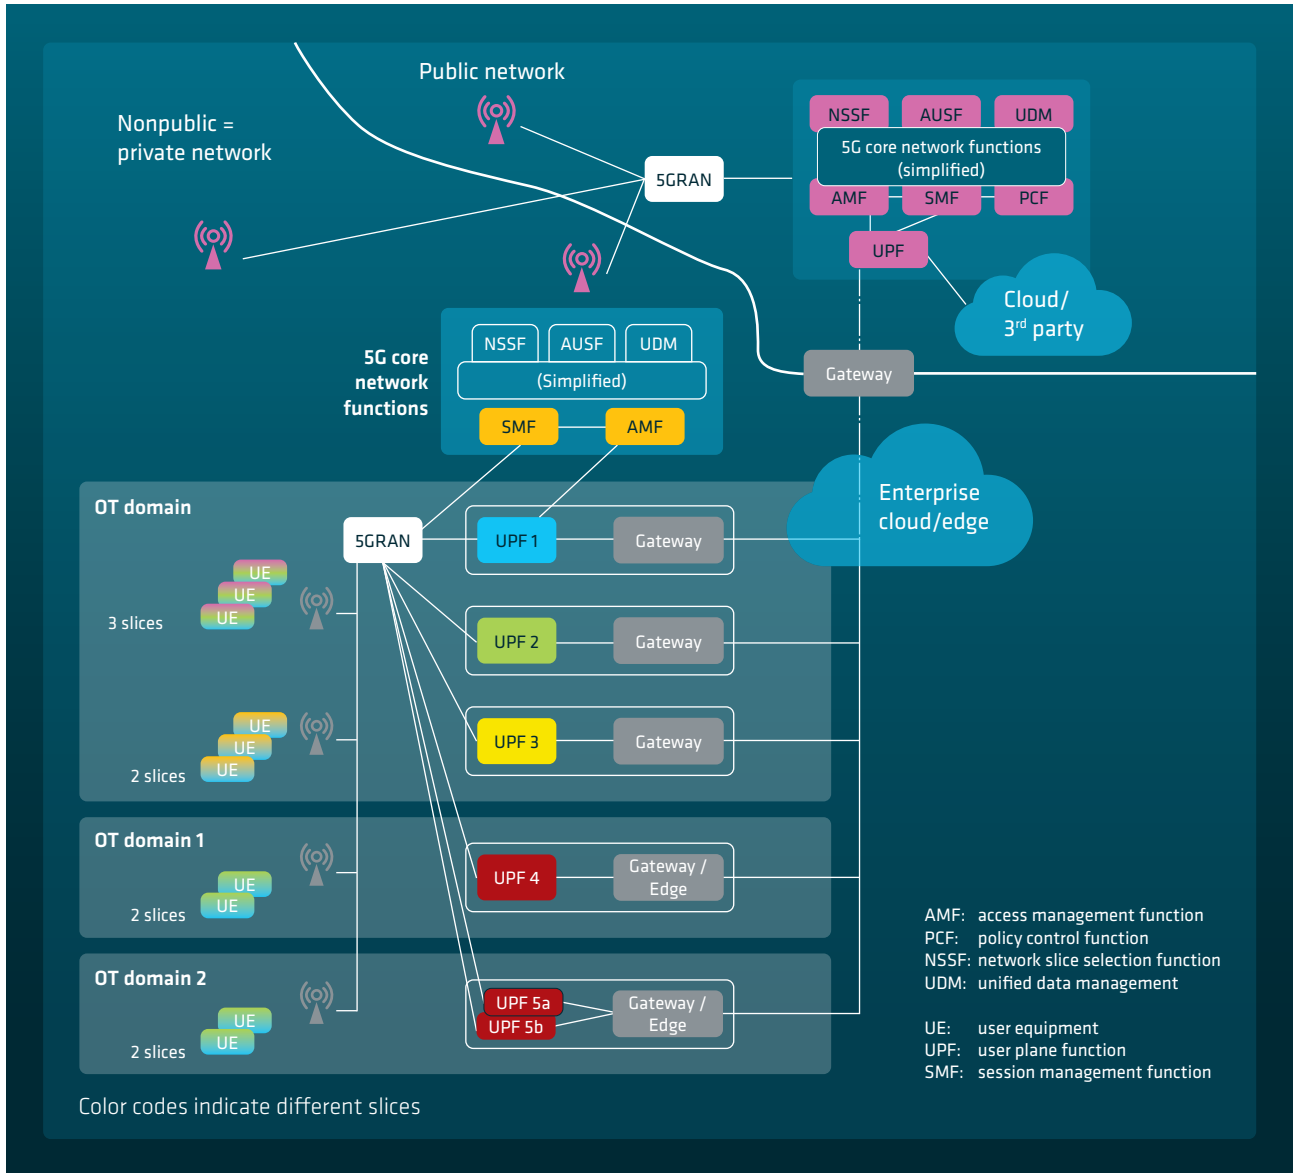 Public network
Nonpublic =
private network
5GRAN
NSSF
AUSF
UDM
5G core network functions
(simplified)
AMF
SMF
PCF
UPF
Cloud/
3rd party
Gateway
5G core
network
functions
NSSF
AUSF
UDM
(Simplified)
SMF
AMF
Enterprise
cloud/edge
OT domain
5GRAN
UPF 1
Gateway
UE
UE
UE
3 slices
UPF 2
Gateway
UE
UE
UE
2 slices
UPF 3
Gateway
OT domain 1
UE
UE
2 slices
UPF 4
Gateway /
Edge
OT domain 2
UE
UE
2 slices
UPF 5a
UPF 5b
Gateway /
Edge
AMF: access management function
PCF: policy control function
NSSF: network slice selection function
UDM: unified data management
UE: user equipment
UPF: user plane function
SMF: session management function
Color codes indicate different slices